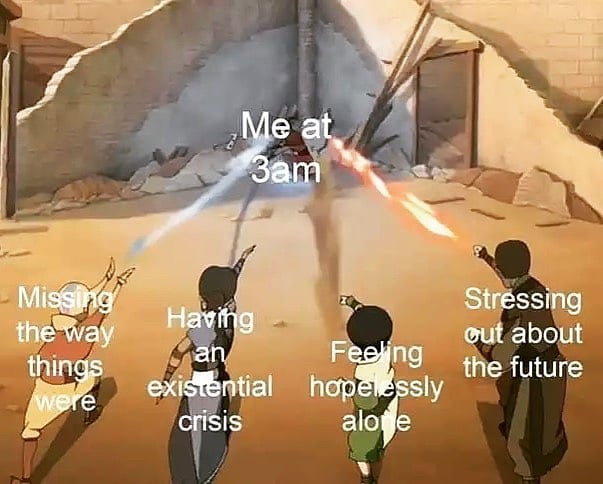 Me at
3am
Missing
the way
things
were
Having
an
existential
crisis
Feeling
hopelessly
alone
Stressing
out about
the future